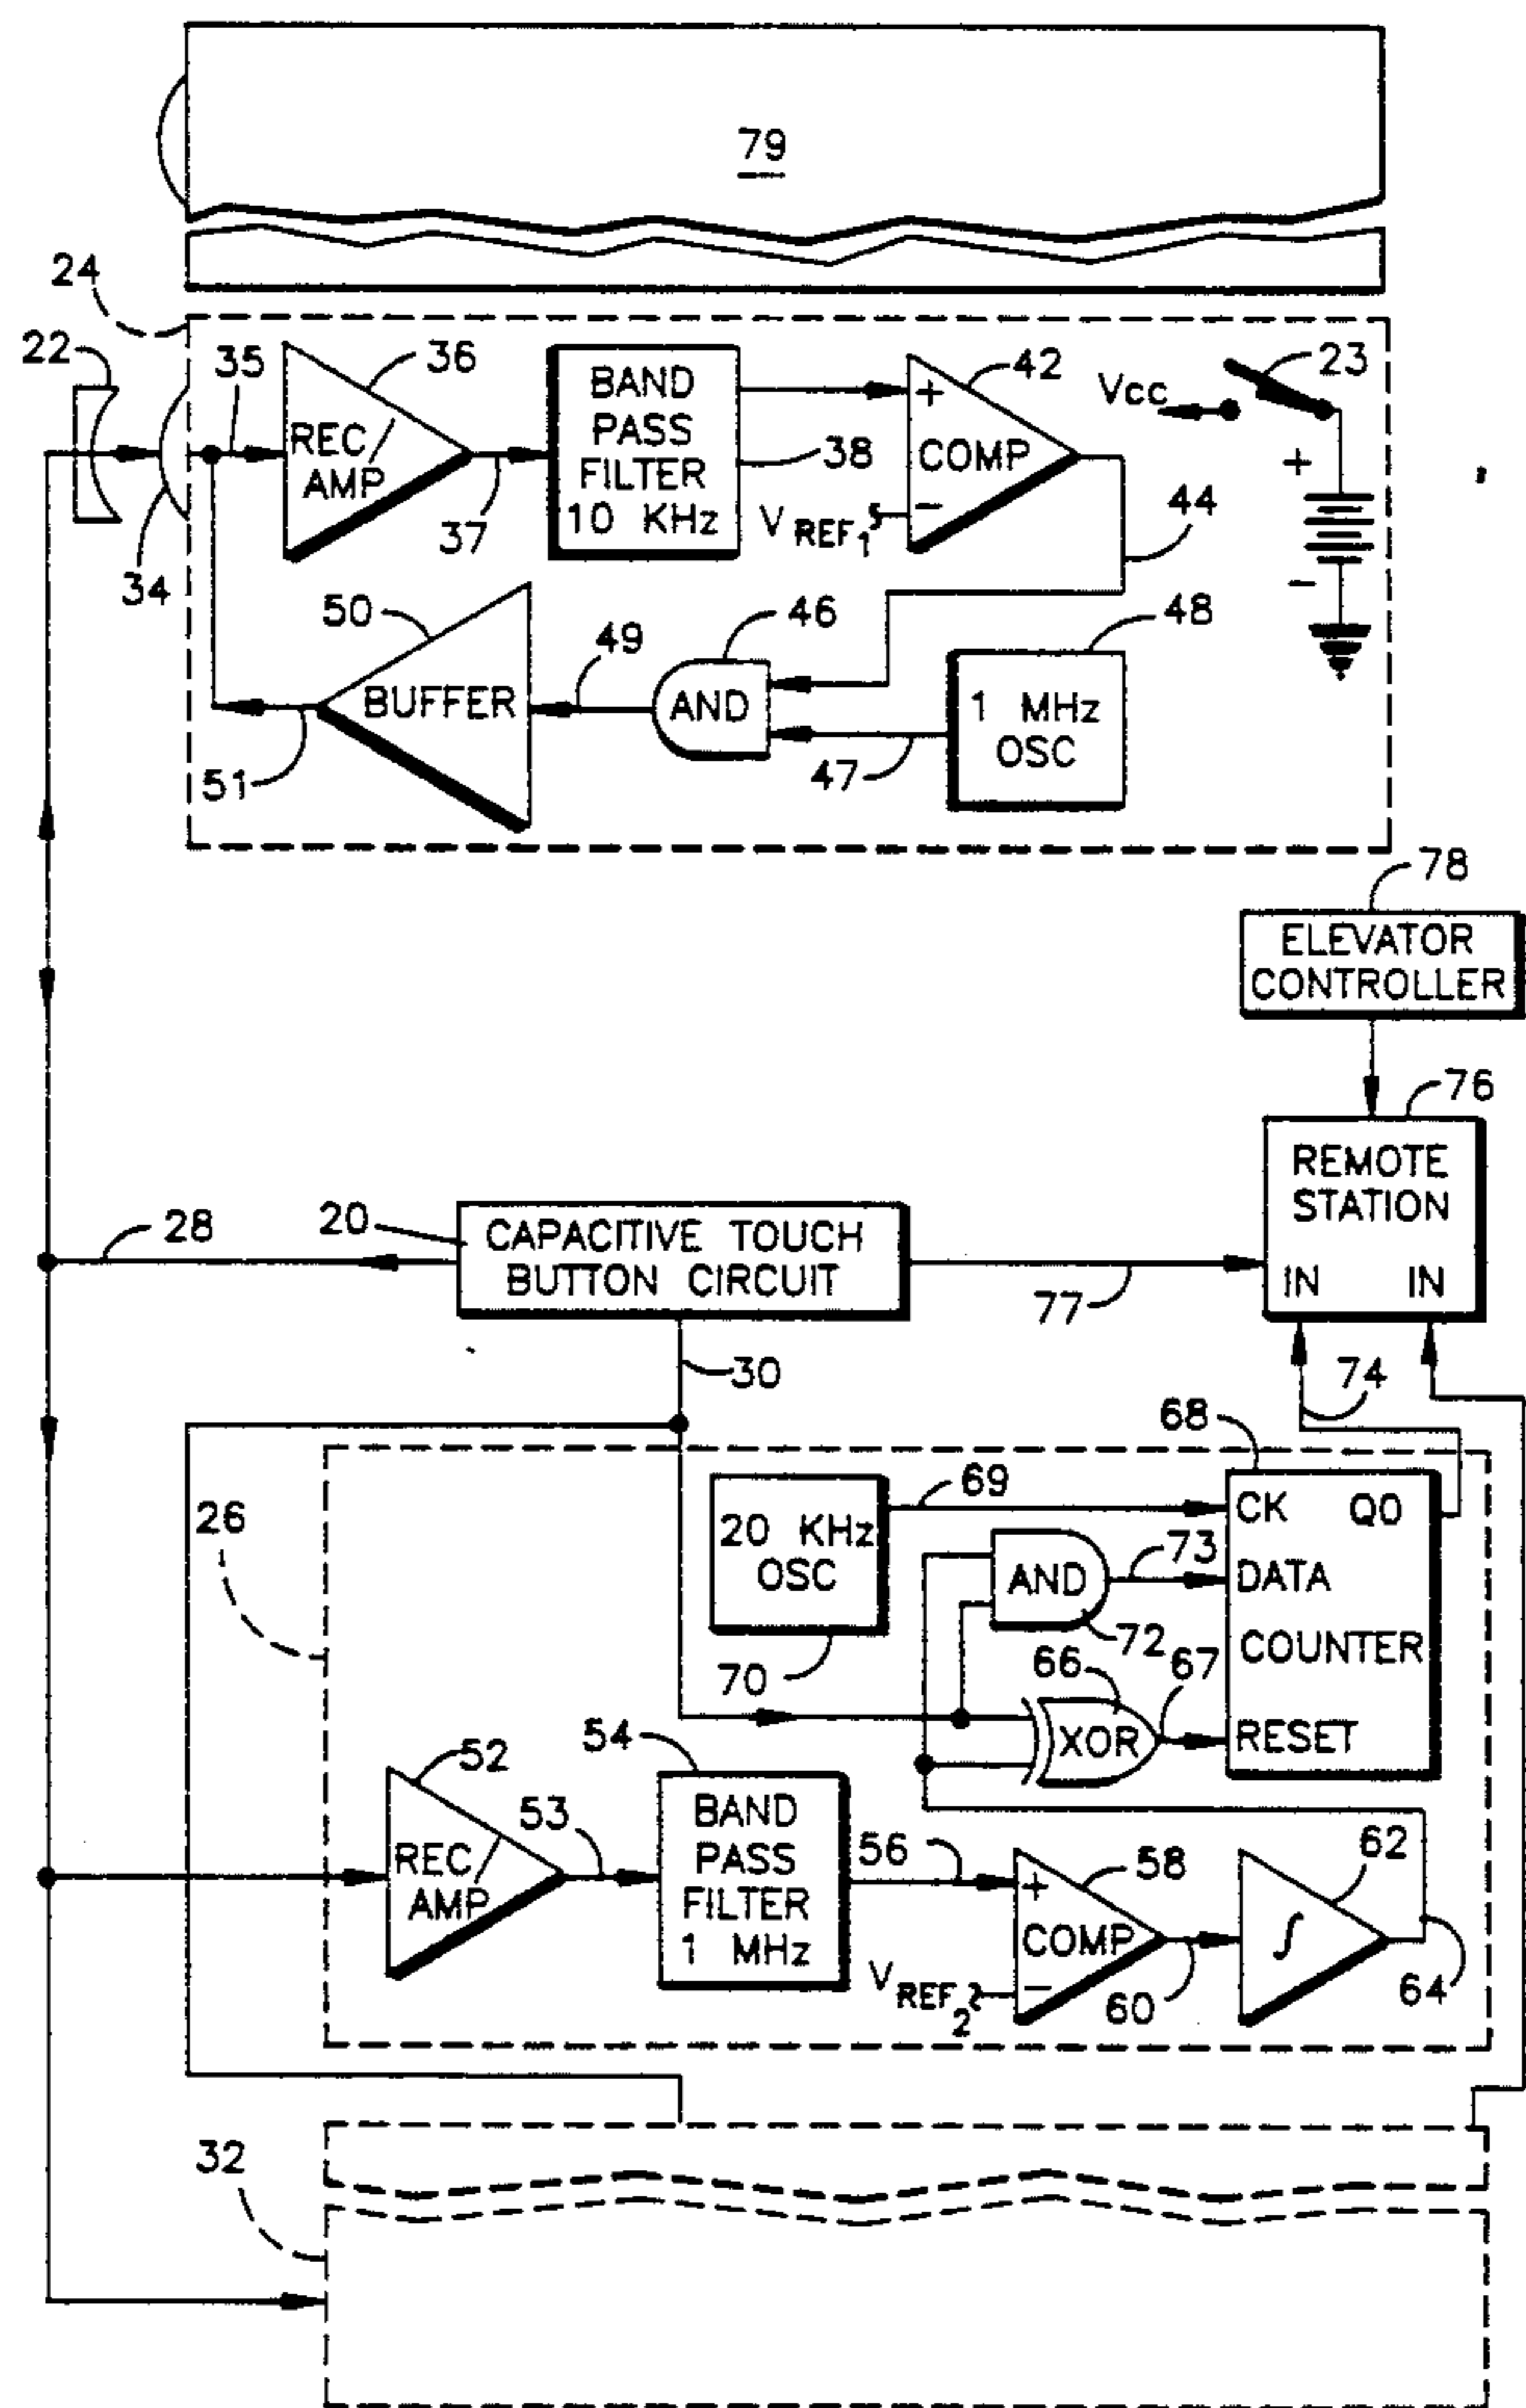 79
24
22
35
36
BAND
PASS
FILTER
10 KHz
REC/
AMP
37
38
42
+
COMP
-
V REF1
Vcc
23
+
-
44
34
50
BUFFER
49
46
AND
48
1 MHz
OSC
47
51
78
ELEVATOR
CONTROLLER
76
REMOTE
STATION
IN IN
28
20
CAPACITIVE TOUCH
BUTTON CIRCUIT
77
30
74
68
69
26
20 KHz
OSC
70
CK Q0
DATA
COUNTER
RESET
AND
73
72
66
67
XOR
54
52
REC/
AMP
53
BAND
PASS
FILTER
1 MHz
56
58
+
COMP
-
V REF2
60
62
∫
64
32